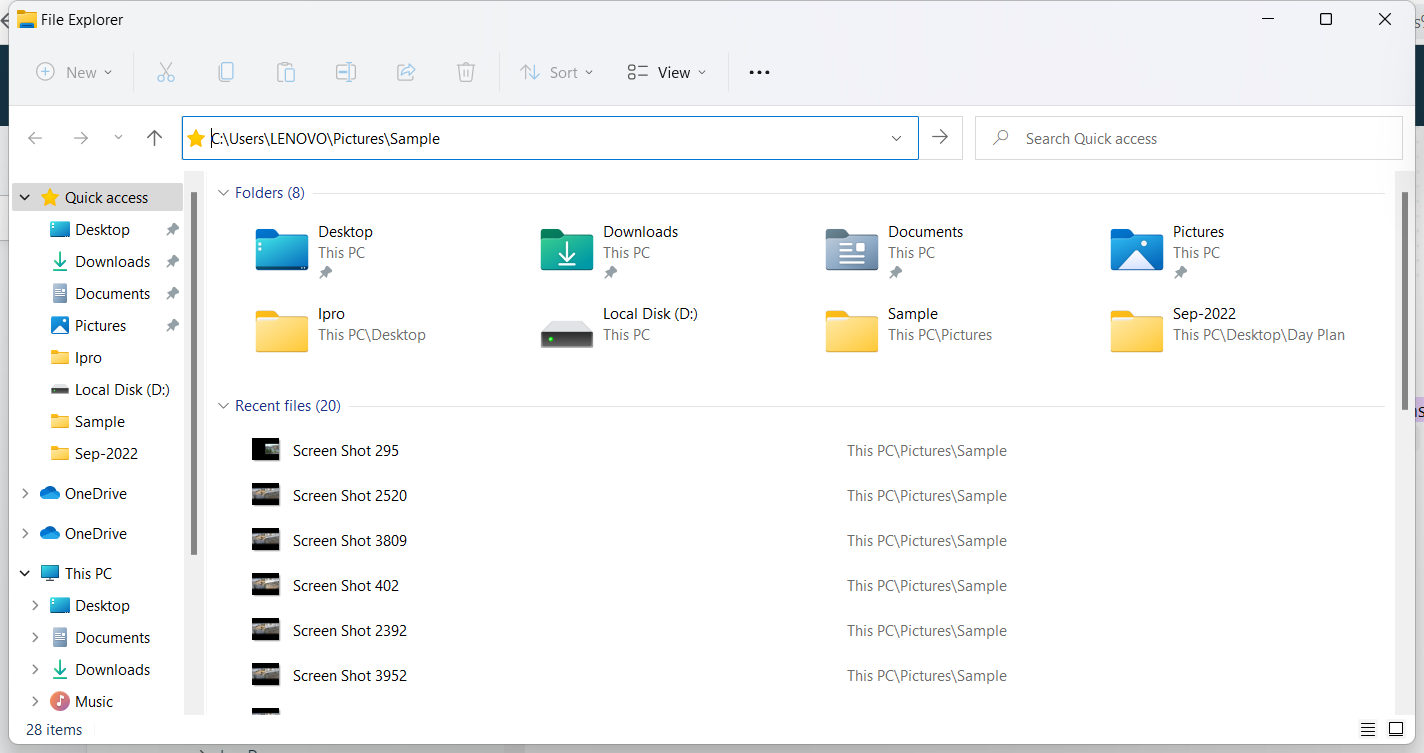 File Explorer
New
Sort
View
C:\Users\LENOVO\Pictures\Sample
Search Quick access
Quick access
Desktop
Downloads
Documents
Pictures
Ipro
Local Disk (D:)
Sample
Sep-2022
OneDrive
OneDrive
This PC
Desktop
Documents
Downloads
Music
Folders (8)
Desktop
This PC
Downloads
This PC
Documents
This PC
Pictures
This PC
Ipro
This PC\Desktop
Local Disk (D:)
This PC
Sample
This PC\Pictures
Sep-2022
This PC\Desktop\Day Plan
Recent files (20)
Screen Shot 295 This PC\Pictures\Sample
Screen Shot 2520 This PC\Pictures\Sample
Screen Shot 3809 This PC\Pictures\Sample
Screen Shot 402 This PC\Pictures\Sample
Screen Shot 2392 This PC\Pictures\Sample
Screen Shot 3952 This PC\Pictures\Sample
28 items